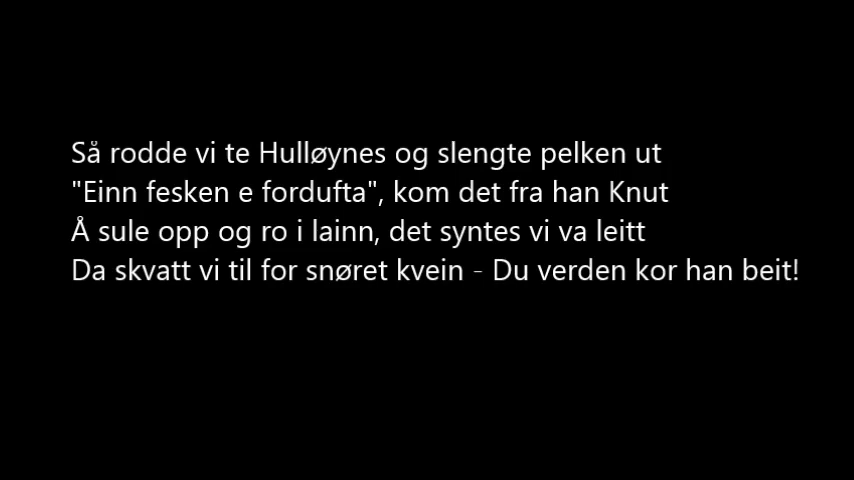 Så rodde vi te Hulløynes og slengte pelken ut
"Einn fesken e fordufta", kom det fra han Knut
Å sule opp og ro i lainn, det syntes vi va leitt
Da skvatt vi til for snøret kvein - Du verden kor han beit!